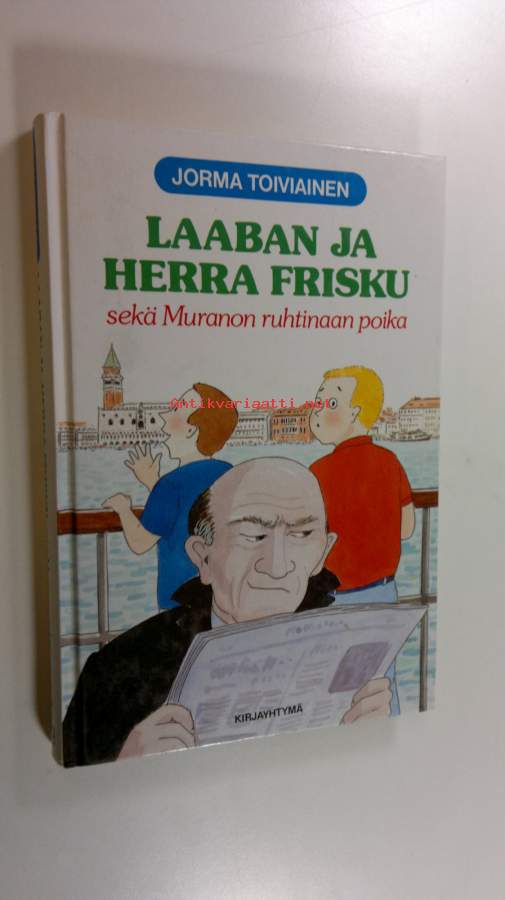 JORMA TOIVIAINEN
LAABAN JA
HERRA FRISKU
sekä Muranon ruhtinaan poika
Antikvariaatti.net
KIRJAYHTYMÄ